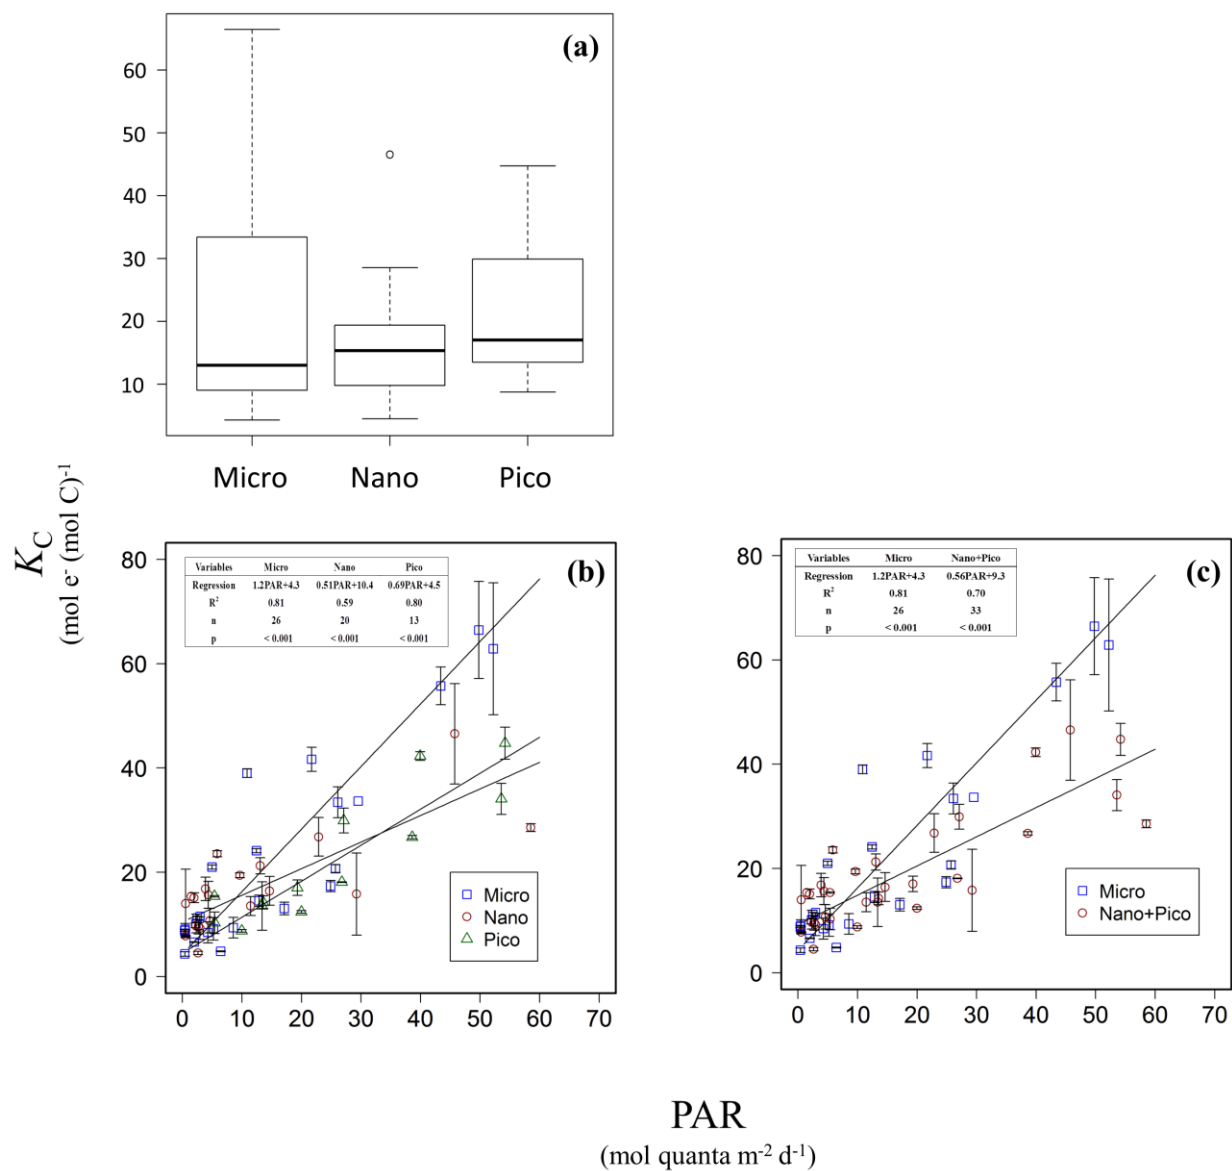 (a)
60
50
40
30
20
10
Micro Nano Pico
K_C
(mol e⁻ (mol C)⁻¹
(b)
Variables Micro Nano Pico
Regression 1.2PAR+4.3 0.51PAR+10.4 0.69PAR+4.5
R² 0.81 0.59 0.80
n 26 20 13
p < 0.001 < 0.001 < 0.001
80
60
40
20
0
Micro
Nano
Pico
0 10 20 30 40 50 60 70
(c)
Variables Micro Nano+Pico
Regression 1.2PAR+4.3 0.56PAR+9.3
R² 0.81 0.70
n 26 33
p < 0.001 < 0.001
80
60
40
20
0
Micro
Nano+Pico
0 10 20 30 40 50 60 70
PAR
(mol quanta m⁻² d⁻¹)